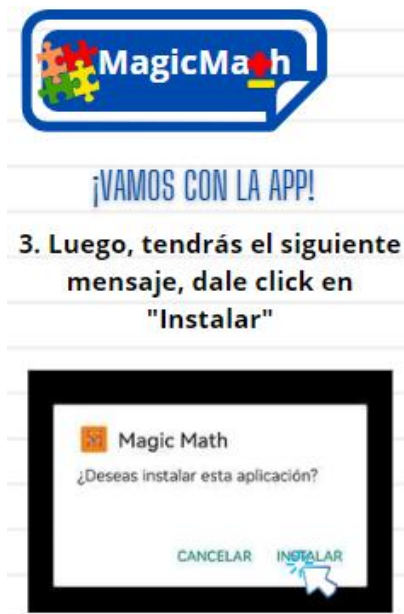 MagicMath
¡VAMOS CON LA APP!
3. Luego, tendrás el siguiente
mensaje, dale click en
"Instalar"
Magic Math
¿Deseas instalar esta aplicación?
CANCELAR INSTALAR